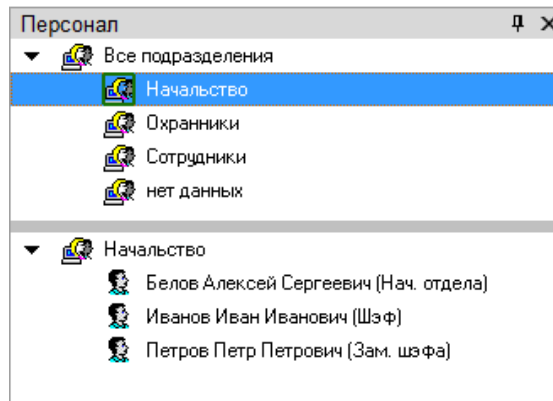 Персонал
Все подразделения
Начальство
Охранники
Сотрудники
нет данных
Начальство
Белов Алексей Сергеевич (Нач. отдела)
Иванов Иван Иванович (Шэф)
Петров Петр Петрович (Зам. шэфа)